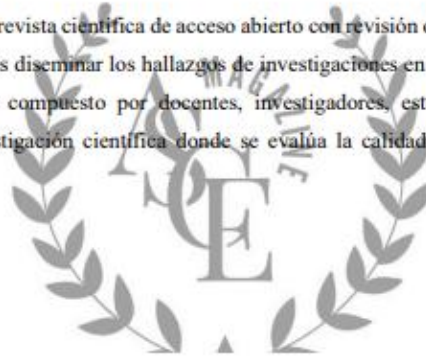 revista científica de acceso abierto con revisión
s diseminar los hallazgos de investigaciones en
compuesto por docentes, investigadores, est
stigación científica donde se evalúa la calidad
MAGAZINE
ASCE